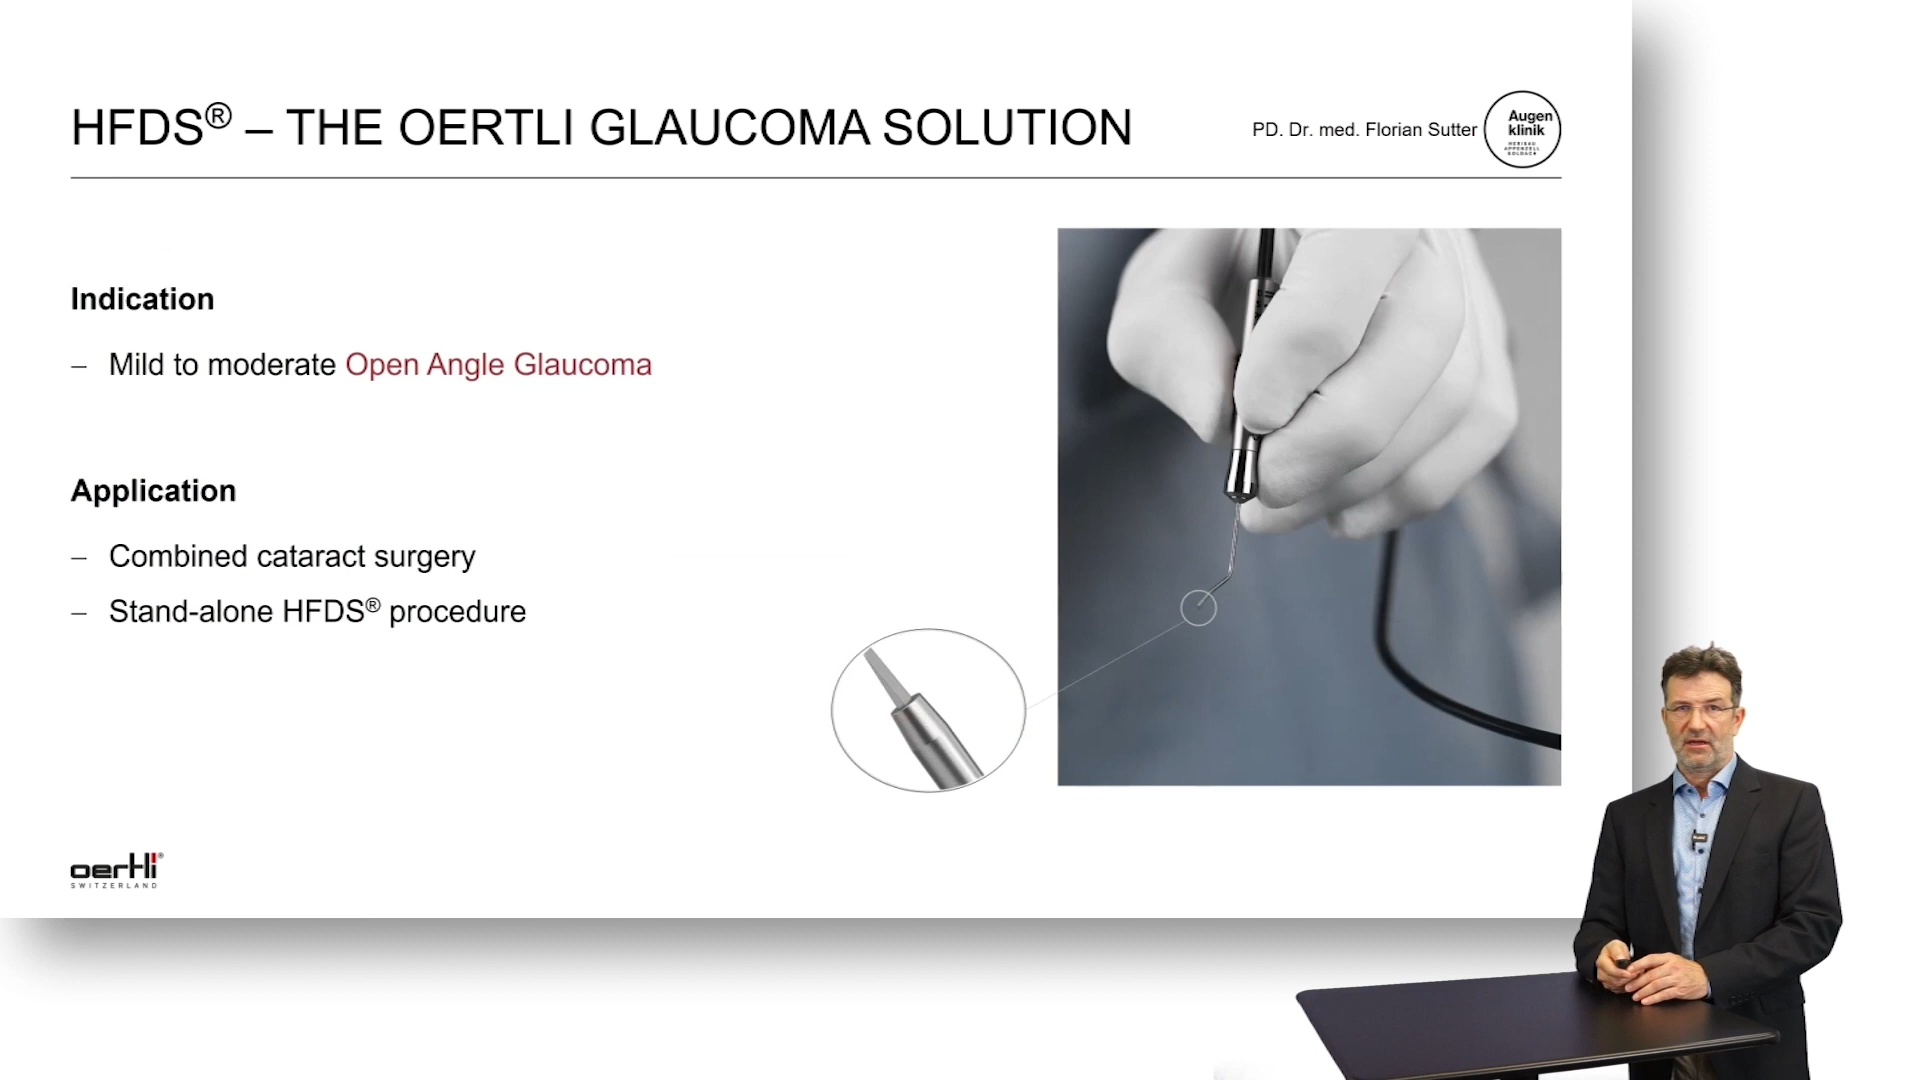 HFDS® – THE OERTLI GLAUCOMA SOLUTION
PD. Dr. med. Florian Sutter
Augen
klinik
HERISAU
APPENZELL
GOLDACH
Indication
– Mild to moderate Open Angle Glaucoma
Application
– Combined cataract surgery
– Stand-alone HFDS® procedure
oertli®
SWITZERLAND